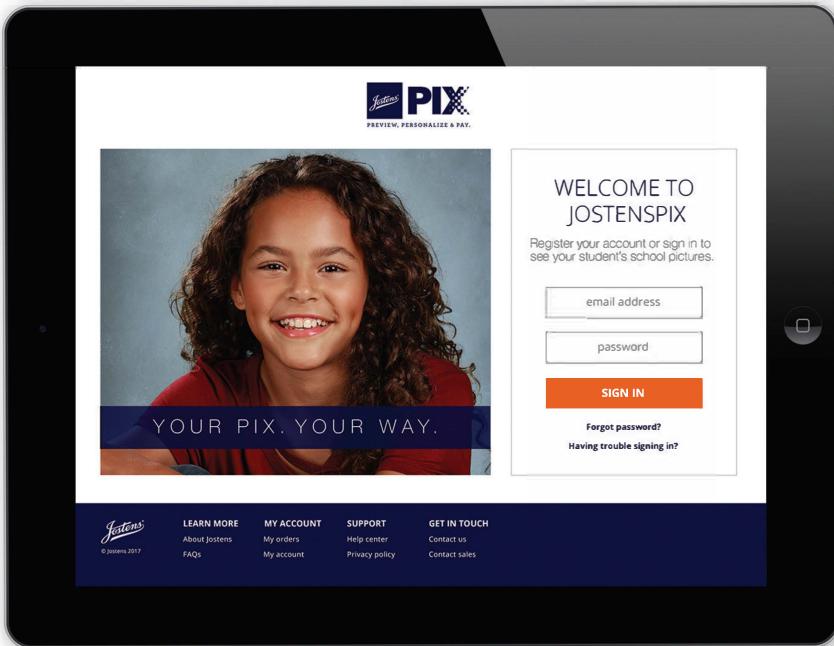 Jostens
PIX
PREVIEW, PERSONALIZE & PAY.
YOUR PIX. YOUR WAY.
WELCOME TO
JOSTENSPIX
Register your account or sign in to
see your student's school pictures.
email address
password
SIGN IN
Forgot password?
Having trouble signing in?
Jostens
© Jostens 2017
LEARN MORE
About Jostens
FAQs
MY ACCOUNT
My orders
My account
SUPPORT
Help center
Privacy policy
GET IN TOUCH
Contact us
Contact sales